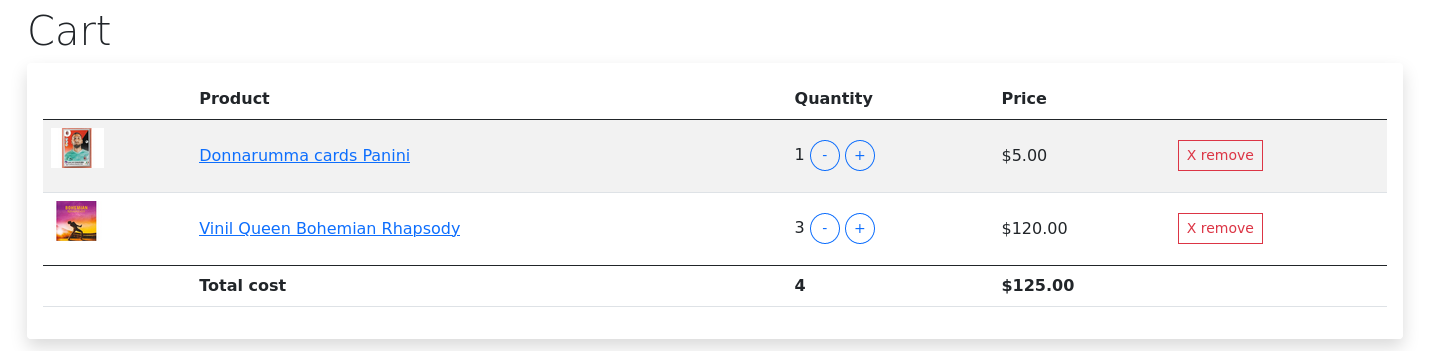 Cart
Product Quantity Price
Donnarumma cards Panini 1 - + $5.00 X remove
BOHEMIAN
Vinil Queen Bohemian Rhapsody 3 - + $120.00 X remove
Total cost 4 $125.00